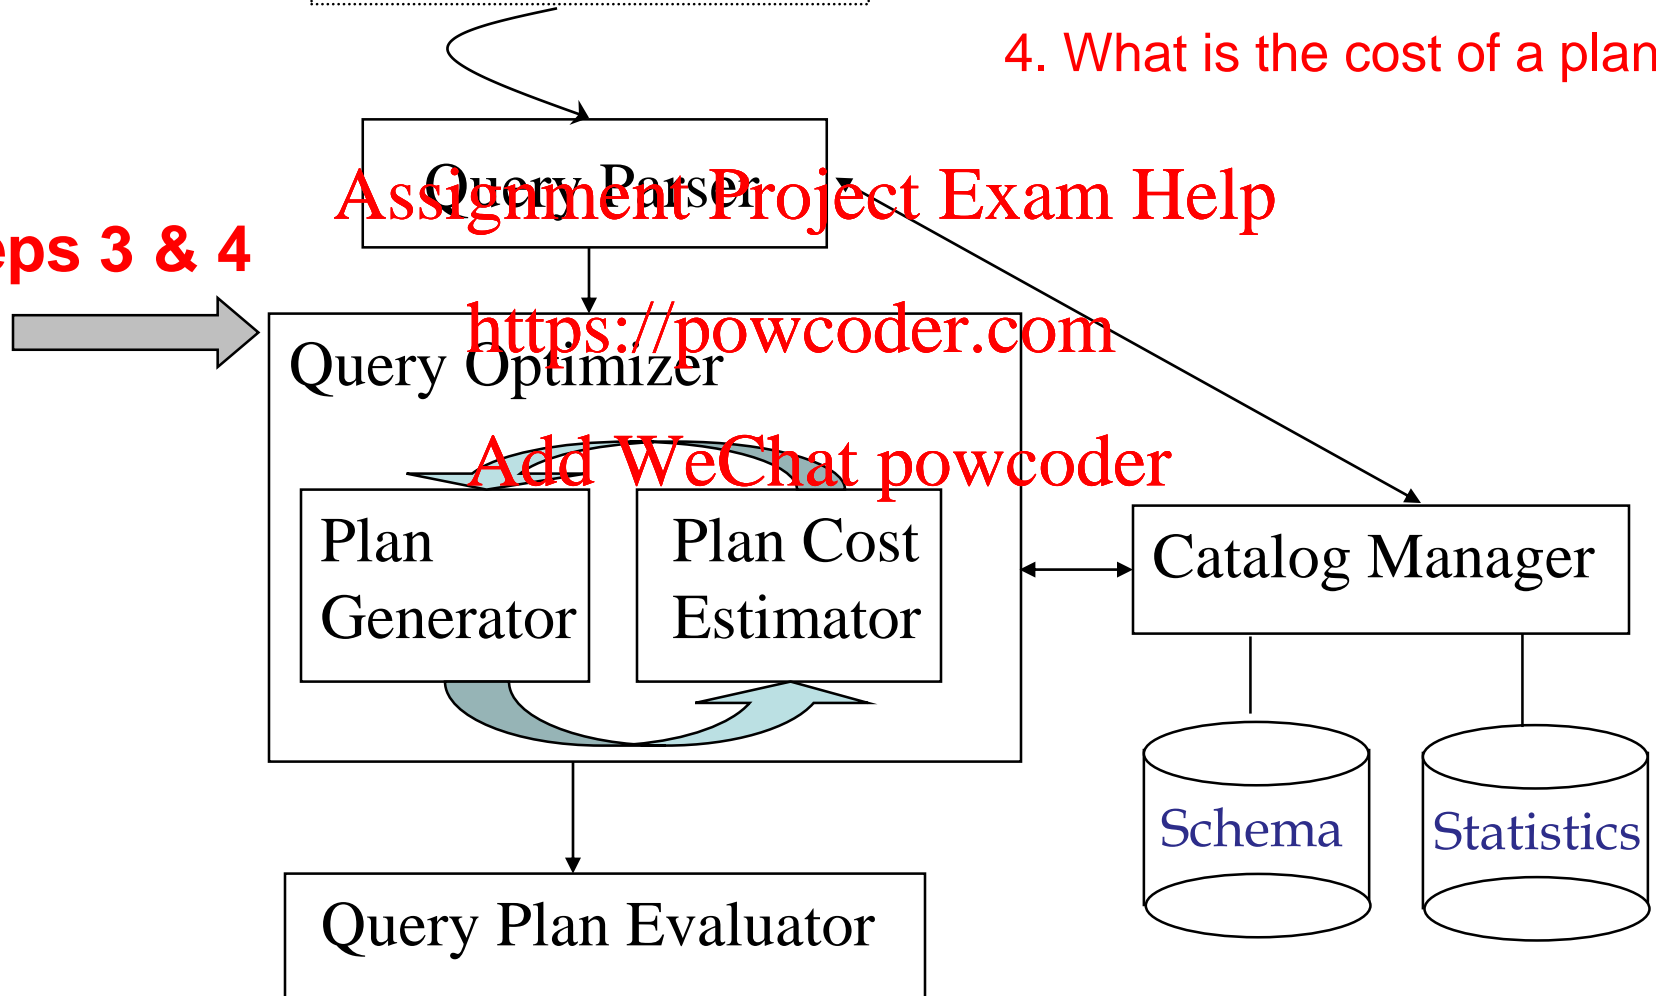 4. What is the cost of a plan
Query Parser
Assignment Project Exam Help
eps 3 & 4
https://powcoder.com
Query Optimizer
Add WeChat powcoder
Plan
Generator
Plan Cost
Estimator
Catalog Manager
Schema
Statistics
Query Plan Evaluator